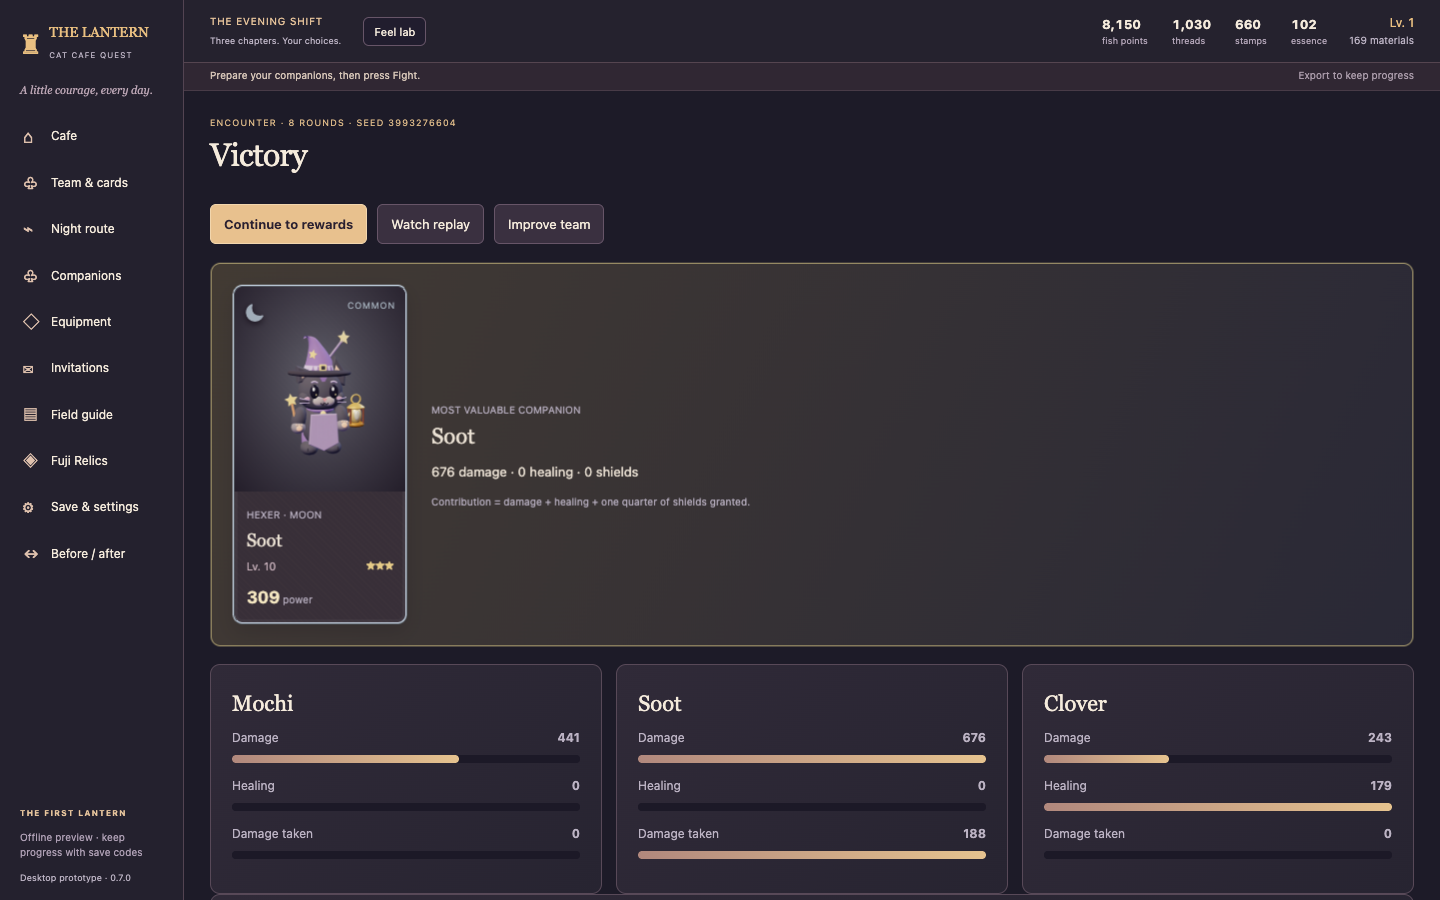 THE LANTERN
CAT CAFE QUEST
A little courage, every day.
Cafe
Team & cards
Night route
Companions
Equipment
Invitations
Field guide
Fuji Relics
Save & settings
Before / after
THE FIRST LANTERN
Offline preview · keep
progress with save codes
Desktop prototype · 0.7.0
THE EVENING SHIFT
Three chapters. Your choices.
Feel lab
8,150
fish points
1,030
threads
660
stamps
102
essence
Lv. 1
169 materials
Prepare your companions, then press Fight.
Export to keep progress
ENCOUNTER · 8 ROUNDS · SEED 3993276604
Victory
Continue to rewards
Watch replay
Improve team
COMMON
HEXER · MOON
Soot
Lv. 10
309 power
MOST VALUABLE COMPANION
Soot
676 damage · 0 healing · 0 shields
Contribution = damage + healing + one quarter of shields granted.
Mochi
Damage 441
Healing 0
Damage taken 0
Soot
Damage 676
Healing 0
Damage taken 188
Clover
Damage 243
Healing 179
Damage taken 0